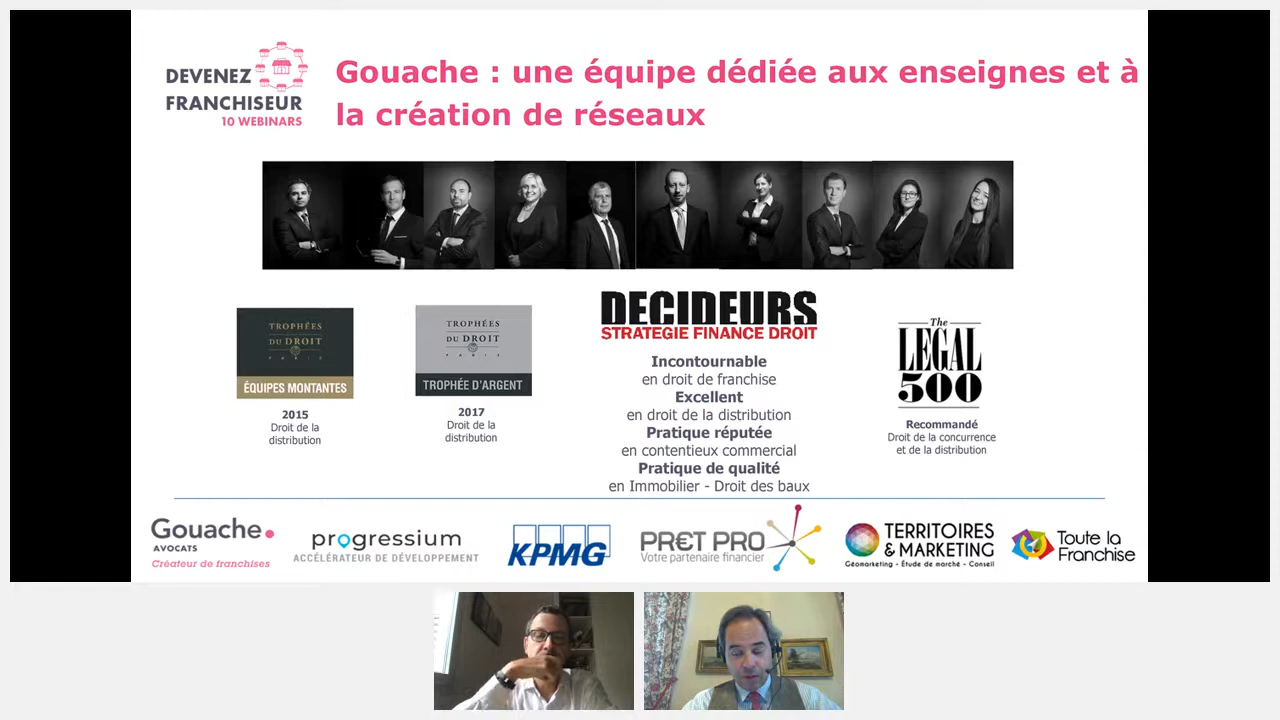 DEVENEZ
FRANCHISEUR
10 WEBINARS
Gouache : une équipe dédiée aux enseignes et à
la création de réseaux
TROPHÉES
DU DROIT
PARIS
ÉQUIPES MONTANTES
2015
Droit de la
distribution
TROPHÉES
DU DROIT
PARIS
TROPHÉE D'ARGENT
2017
Droit de la
distribution
DECIDEURS
STRATEGIE FINANCE DROIT
Incontournable
en droit de franchise
Excellent
en droit de la distribution
Pratique réputée
en contentieux commercial
Pratique de qualité
en Immobilier - Droit des baux
The
LEGAL
500
Recommandé
Droit de la concurrence
et de la distribution
Gouache.
AVOCATS
Créateur de franchises
progressium
ACCÉLÉRATEUR DE DÉVELOPPEMENT
KPMG
PR€T PRO
Votre partenaire financier
TERRITOIRES
& MARKETING
Géomarketing - Étude de marché - Conseil
Toute la
Franchise